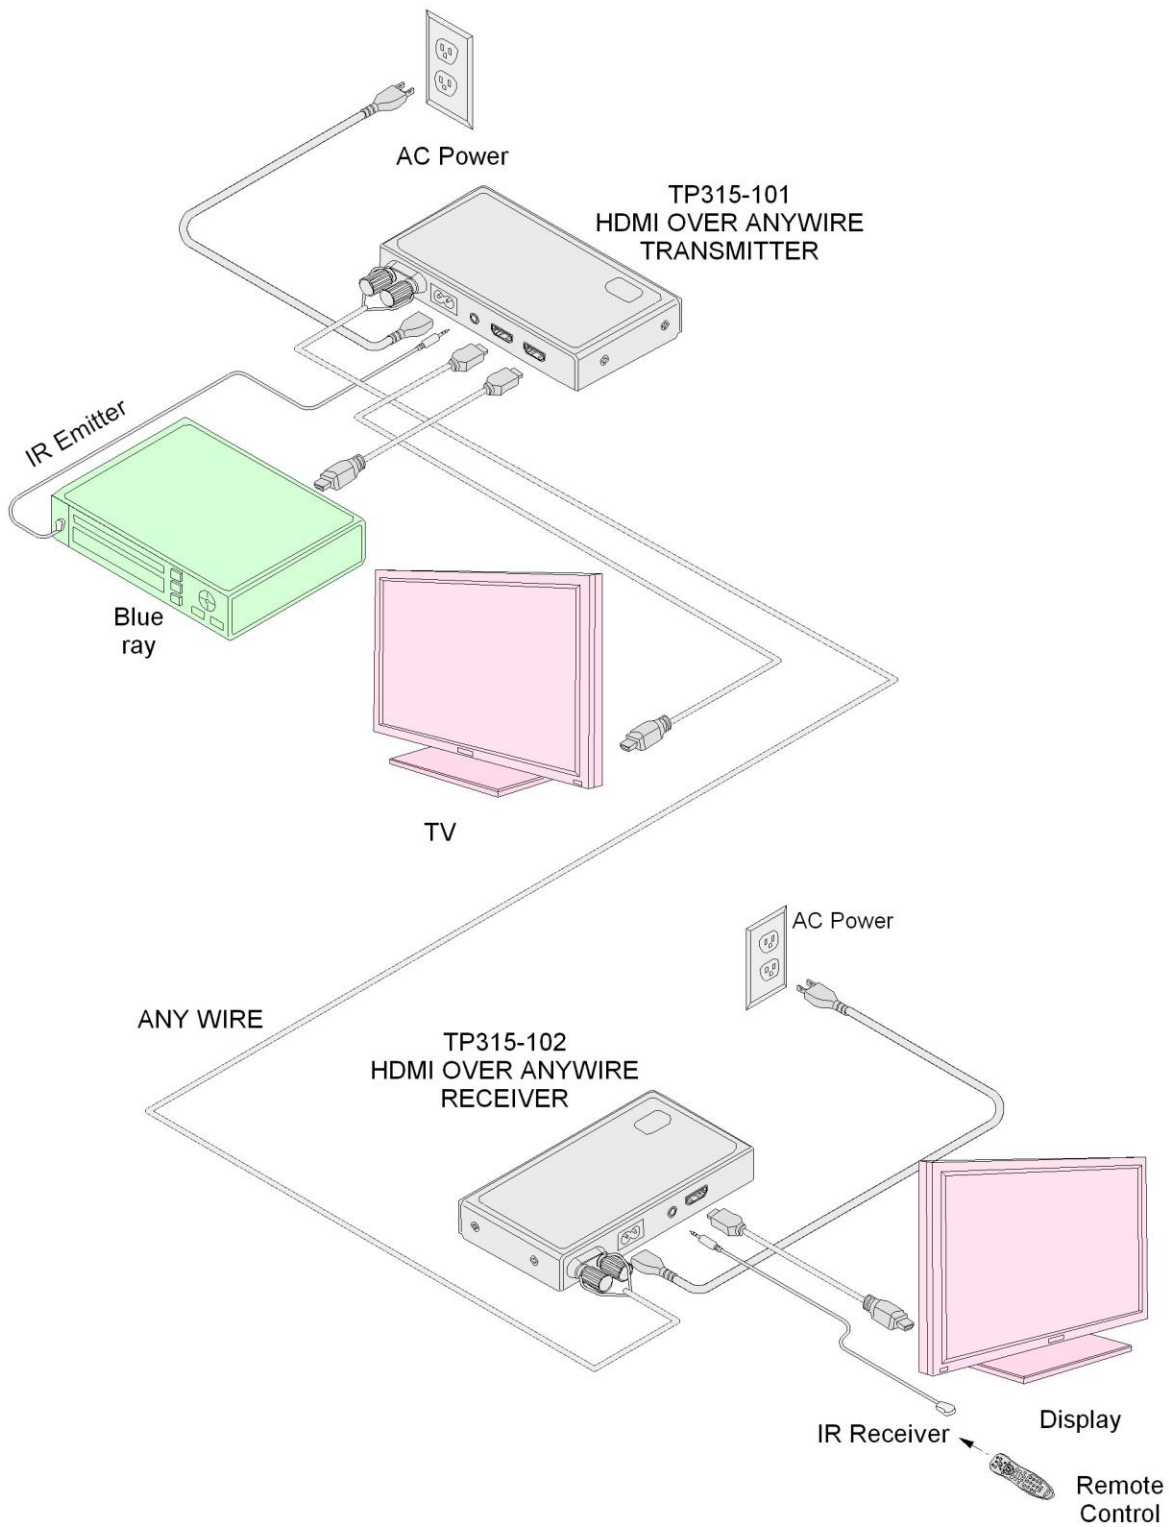 AC Power
TP315-101
HDMI OVER ANYWIRE
TRANSMITTER
IR Emitter
Blue
ray
TV
AC Power
ANY WIRE
TP315-102
HDMI OVER ANYWIRE
RECEIVER
Display
IR Receiver
Remote
Control